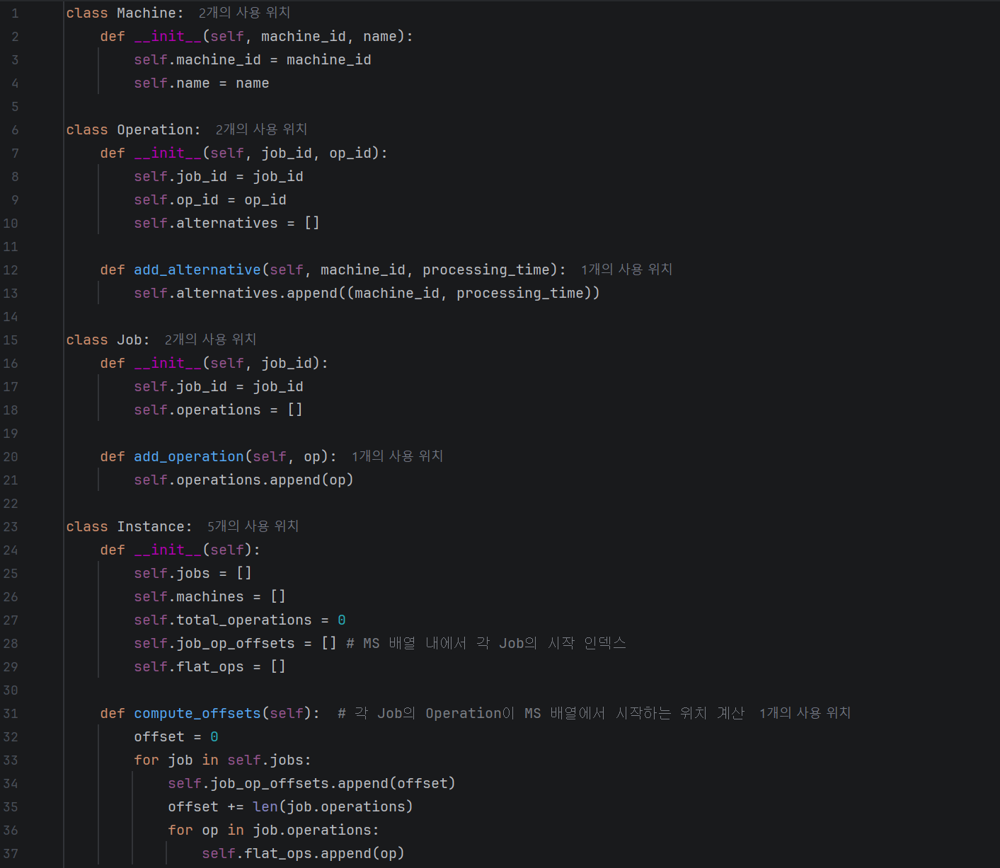 1 class Machine: 2개의 사용 위치
2 def __init__(self, machine_id, name):
3 self.machine_id = machine_id
4 self.name = name
5
6 class Operation: 2개의 사용 위치
7 def __init__(self, job_id, op_id):
8 self.job_id = job_id
9 self.op_id = op_id
10 self.alternatives = []
11
12 def add_alternative(self, machine_id, processing_time): 1개의 사용 위치
13 self.alternatives.append((machine_id, processing_time))
14
15 class Job: 2개의 사용 위치
16 def __init__(self, job_id):
17 self.job_id = job_id
18 self.operations = []
19
20 def add_operation(self, op): 1개의 사용 위치
21 self.operations.append(op)
22
23 class Instance: 5개의 사용 위치
24 def __init__(self):
25 self.jobs = []
26 self.machines = []
27 self.total_operations = 0
28 self.job_op_offsets = [] # MS 배열 내에서 각 Job의 시작 인덱스
29 self.flat_ops = []
30
31 def compute_offsets(self): # 각 Job의 Operation이 MS 배열에서 시작하는 위치 계산 1개의 사용 위치
32 offset = 0
33 for job in self.jobs:
34 self.job_op_offsets.append(offset)
35 offset += len(job.operations)
36 for op in job.operations:
37 self.flat_ops.append(op)